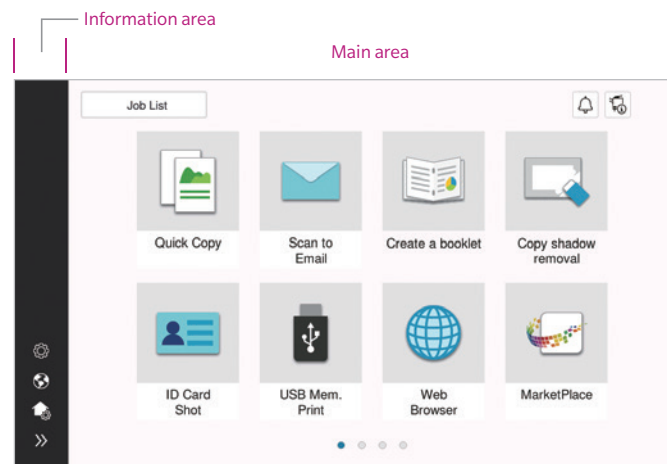 Information area
Main area
Job List
Quick Copy
Scan to
Email
Create a booklet
Copy shadow
removal
ID Card
Shot
USB Mem.
Print
Web
Browser
MarketPlace